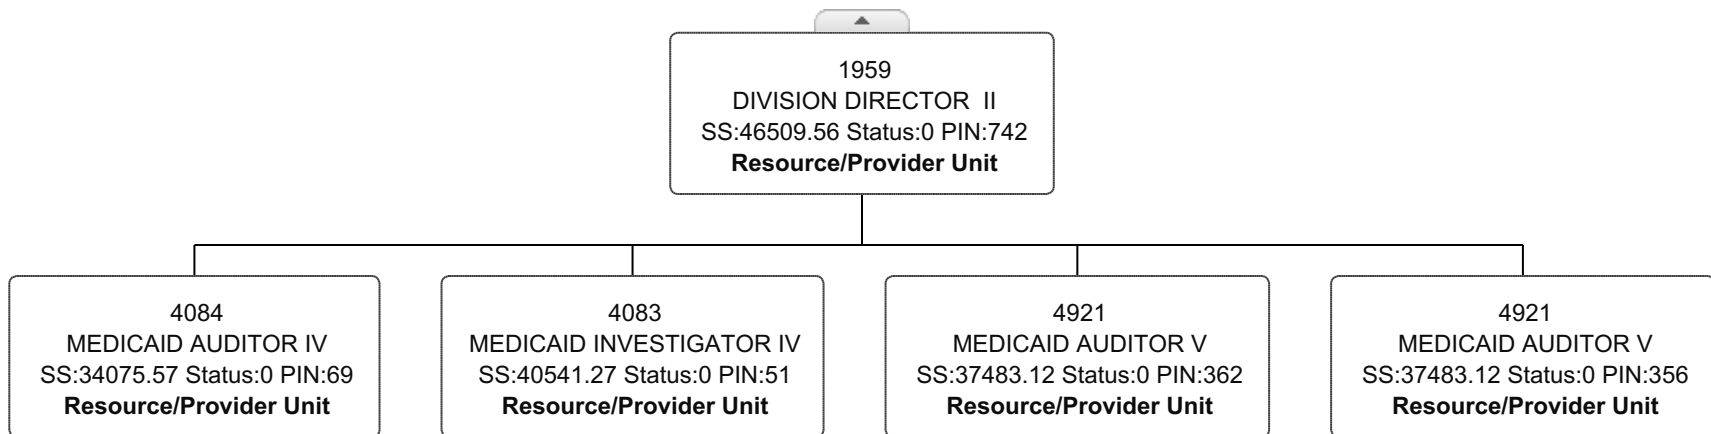 1959
DIVISION DIRECTOR  II
SS:46509.56 Status:0 PIN:742
Resource/Provider Unit
4084
MEDICAID AUDITOR IV
SS:34075.57 Status:0 PIN:69
Resource/Provider Unit
4083
MEDICAID INVESTIGATOR IV
SS:40541.27 Status:0 PIN:51
Resource/Provider Unit
4921
MEDICAID AUDITOR V
SS:37483.12 Status:0 PIN:362
Resource/Provider Unit
4921
MEDICAID AUDITOR V
SS:37483.12 Status:0 PIN:356
Resource/Provider Unit